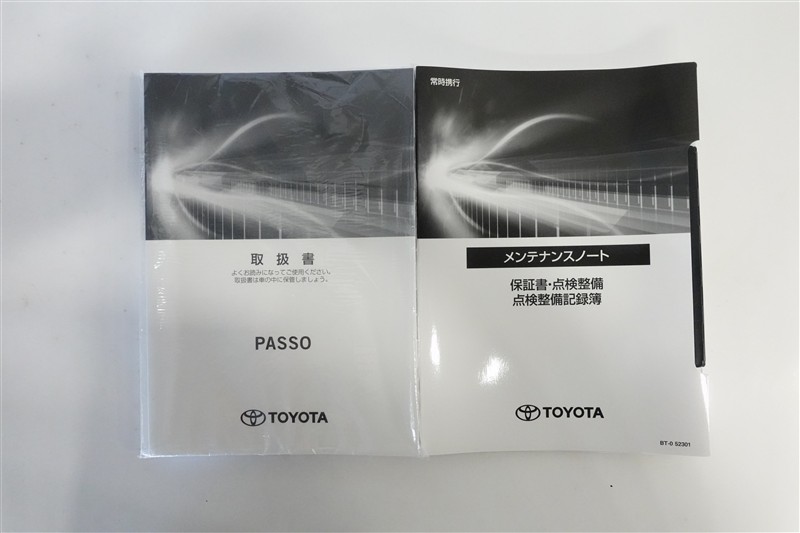 取扱書
よくお読みになってご使用ください。
取扱書は車の中に保管しましょう。
PASSO
TOYOTA
常時携行
メンテナンスノート
保証書・点検整備
点検整備記録簿
TOYOTA
BT-0 S2301